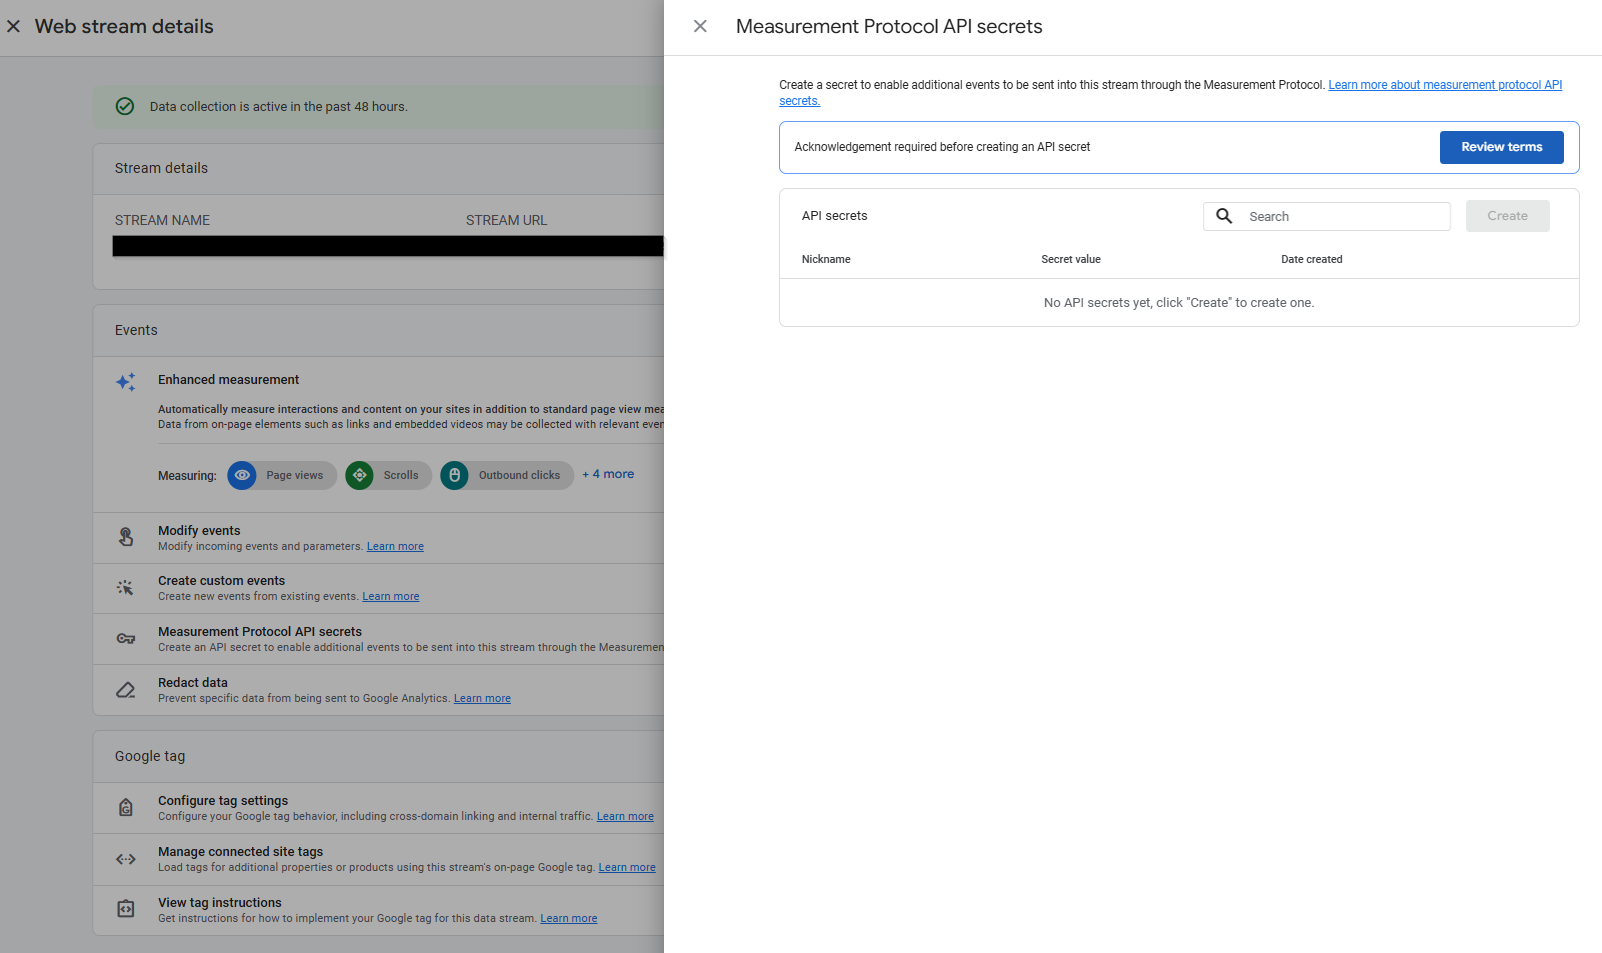 Web stream details
Data collection is active in the past 48 hours.
Stream details
STREAM NAME
STREAM URL
Events
Enhanced measurement
Automatically measure interactions and content on your sites in addition to standard page view mea
Data from on-page elements such as links and embedded videos may be collected with relevant even
Measuring:
Page views
Scrolls
Outbound clicks
+ 4 more
Modify events
Modify incoming events and parameters. Learn more
Create custom events
Create new events from existing events. Learn more
Measurement Protocol API secrets
Create an API secret to enable additional events to be sent into this stream through the Measuremen
Redact data
Prevent specific data from being sent to Google Analytics. Learn more
Google tag
Configure tag settings
Configure your Google tag behavior, including cross-domain linking and internal traffic. Learn more
Manage connected site tags
Load tags for additional properties or products using this stream's on-page Google tag. Learn more
View tag instructions
Get instructions for how to implement your Google tag for this data stream. Learn more
Measurement Protocol API secrets
Create a secret to enable additional events to be sent into this stream through the Measurement Protocol. Learn more about measurement protocol API
secrets.
Acknowledgement required before creating an API secret
Review terms
API secrets
Search
Create
Nickname
Secret value
Date created
No API secrets yet, click "Create" to create one.